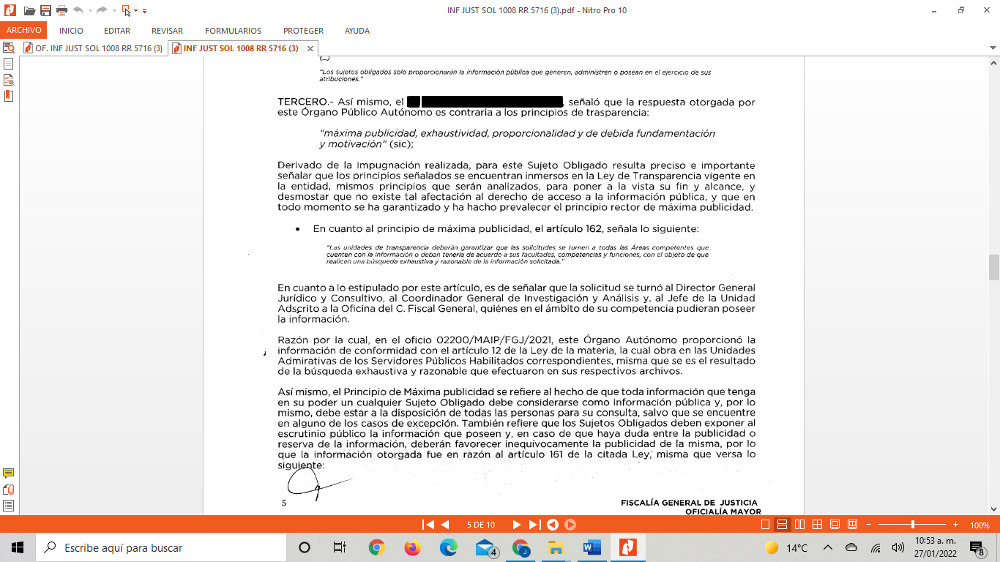 INF JUST SOL 1008 RR 5716 (3).pdf - Nitro Pro 10
ARCHIVO INICIO EDITAR REVISAR FORMULARIOS PROTEGER AYUDA
OF. INF JUST SOL 1008 RR 5716 (3) INF JUST SOL 1008 RR 5716 (3)
(...)
"Los sujetos obligados solo proporcionarán la información pública que generen, administren o posean en el ejercicio de sus
atribuciones."
TERCERO.- Así mismo, el , señaló que la respuesta otorgada por
este Órgano Público Autónomo es contraria a los principios de trasparencia:
"máxima publicidad, exhaustividad, proporcionalidad y de debida fundamentación
y motivación" (sic);
Derivado de la impugnación realizada, para este Sujeto Obligado resulta preciso e importante
señalar que los principios señalados se encuentran inmersos en la Ley de Transparencia vigente en
la entidad, mismos principios que serán analizados, para poner a la vista su fin y alcance, y
desmostar que no existe tal afectación al derecho de acceso a la información pública, y que en
todo momento se ha garantizado y ha hacho prevalecer el principio rector de máxima publicidad.
• En cuanto al principio de máxima publicidad, el artículo 162, señala lo siguiente:
"Las unidades de transparencia deberán garantizar que las solicitudes se turnen a todas las Áreas competentes que
cuenten con la información o deban tenerla de acuerdo a sus facultades, competencias y funciones, con el objeto de que
realicen una búsqueda exhaustiva y razonable de la información solicitada."
En cuanto a lo estipulado por este artículo, es de señalar que la solicitud se turnó al Director General
Jurídico y Consultivo, al Coordinador General de Investigación y Análisis y, al Jefe de la Unidad
Adscrito a la Oficina del C. Fiscal General, quiénes en el ámbito de su competencia pudieran poseer
la información.
Razón por la cual, en el oficio 02200/MAIP/FGJ/2021, este Órgano Autónomo proporcionó la
información de conformidad con el artículo 12 de la Ley de la materia, la cual obra en las Unidades
Admirativas de los Servidores Públicos Habilitados correspondientes, misma que se es el resultado
de la búsqueda exhaustiva y razonable que efectuaron en sus respectivos archivos.
Así mismo, el Principio de Máxima publicidad se refiere al hecho de que toda información que tenga
en su poder un cualquier Sujeto Obligado debe considerarse como información pública y, por lo
mismo, debe estar a la disposición de todas las personas para su consulta, salvo que se encuentre
en alguno de los casos de excepción. También refiere que los Sujetos Obligados deben exponer al
escrutinio público la información que poseen y, en caso de que haya duda entre la publicidad o
reserva de la información, deberán favorecer inequívocamente la publicidad de la misma, por lo
que la información otorgada fue en razón al artículo 161 de la citada Ley, misma que versa lo
siguiente:
5
FISCALÍA GENERAL DE JUSTICIA
OFICIALÍA MAYOR
5 DE 10
100%
Escribe aquí para buscar
4
J
14°C
10:53 a. m.
27/01/2022
8